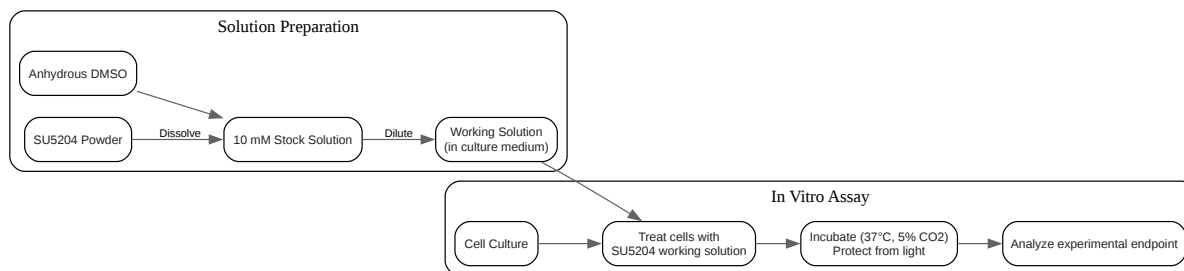 Solution Preparation
Anhydrous DMSO
SU5204 Powder
Dissolve
10 mM Stock Solution
Dilute
Working Solution
(in culture medium)
In Vitro Assay
Cell Culture
Treat cells with
SU5204 working solution
Incubate (37°C, 5% CO2)
Protect from light
Analyze experimental endpoint